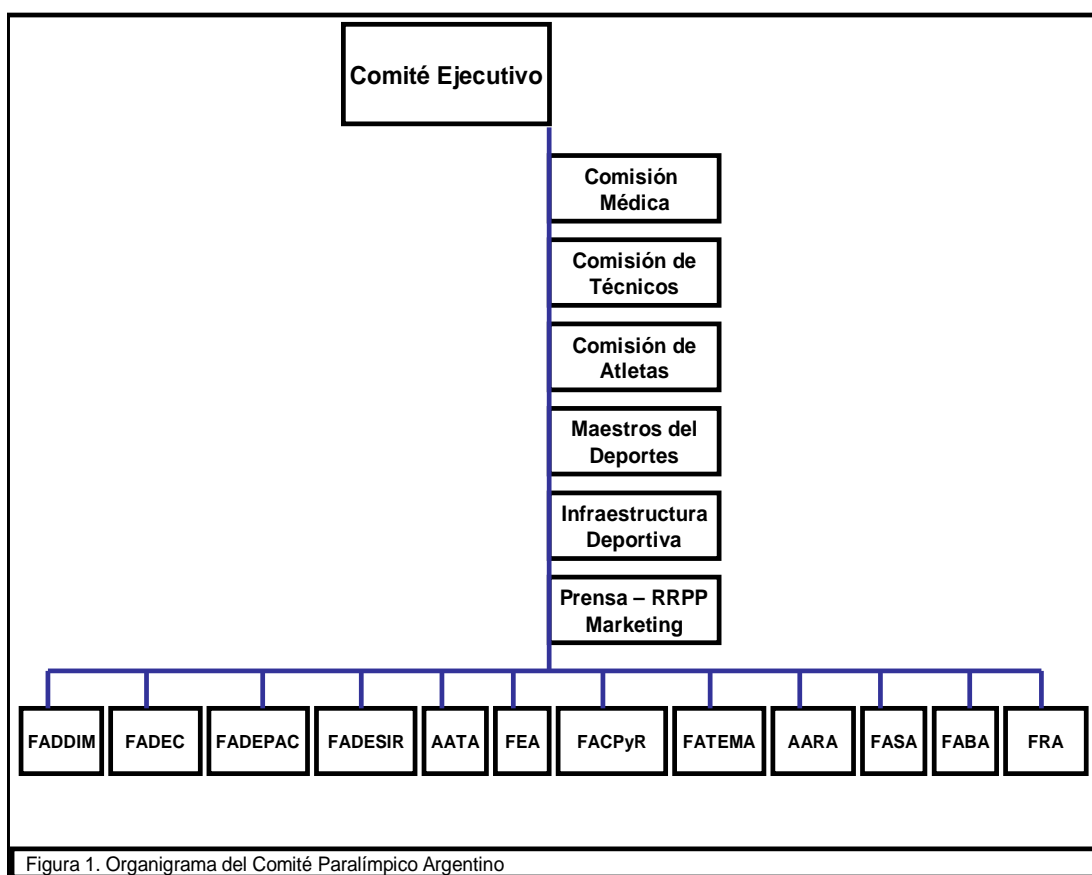 Comité Ejecutivo
Comisión
Médica
Comisión de
Técnicos
Comisión de
Atletas
Maestros del
Deportes
Infraestructura
Deportiva
Prensa – RRPP
Marketing
FADDIM FADEC FADEPAC FADESIR AATA FEA FACPyR FATEMA AARA FASA FABA FRA
Figura 1. Organigrama del Comité Paralímpico Argentino